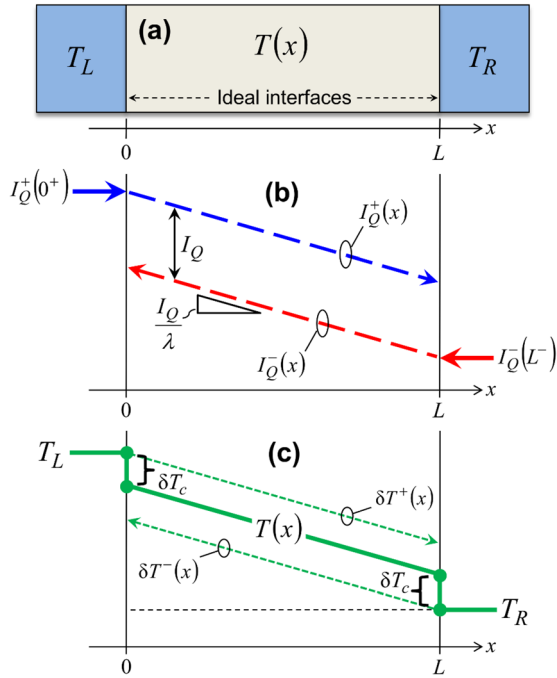 (a)
T_L
T(x)
T_R
Ideal interfaces
x
0
L
I_Q^+(0^+)
(b)
I_Q^+(x)
I_Q
I_Q
λ
I_Q^-(x)
I_Q^-(L^-)
x
0
L
(c)
T_L
δT_c
δT^+(x)
T(x)
δT^-(x)
δT_c
T_R
x
0
L